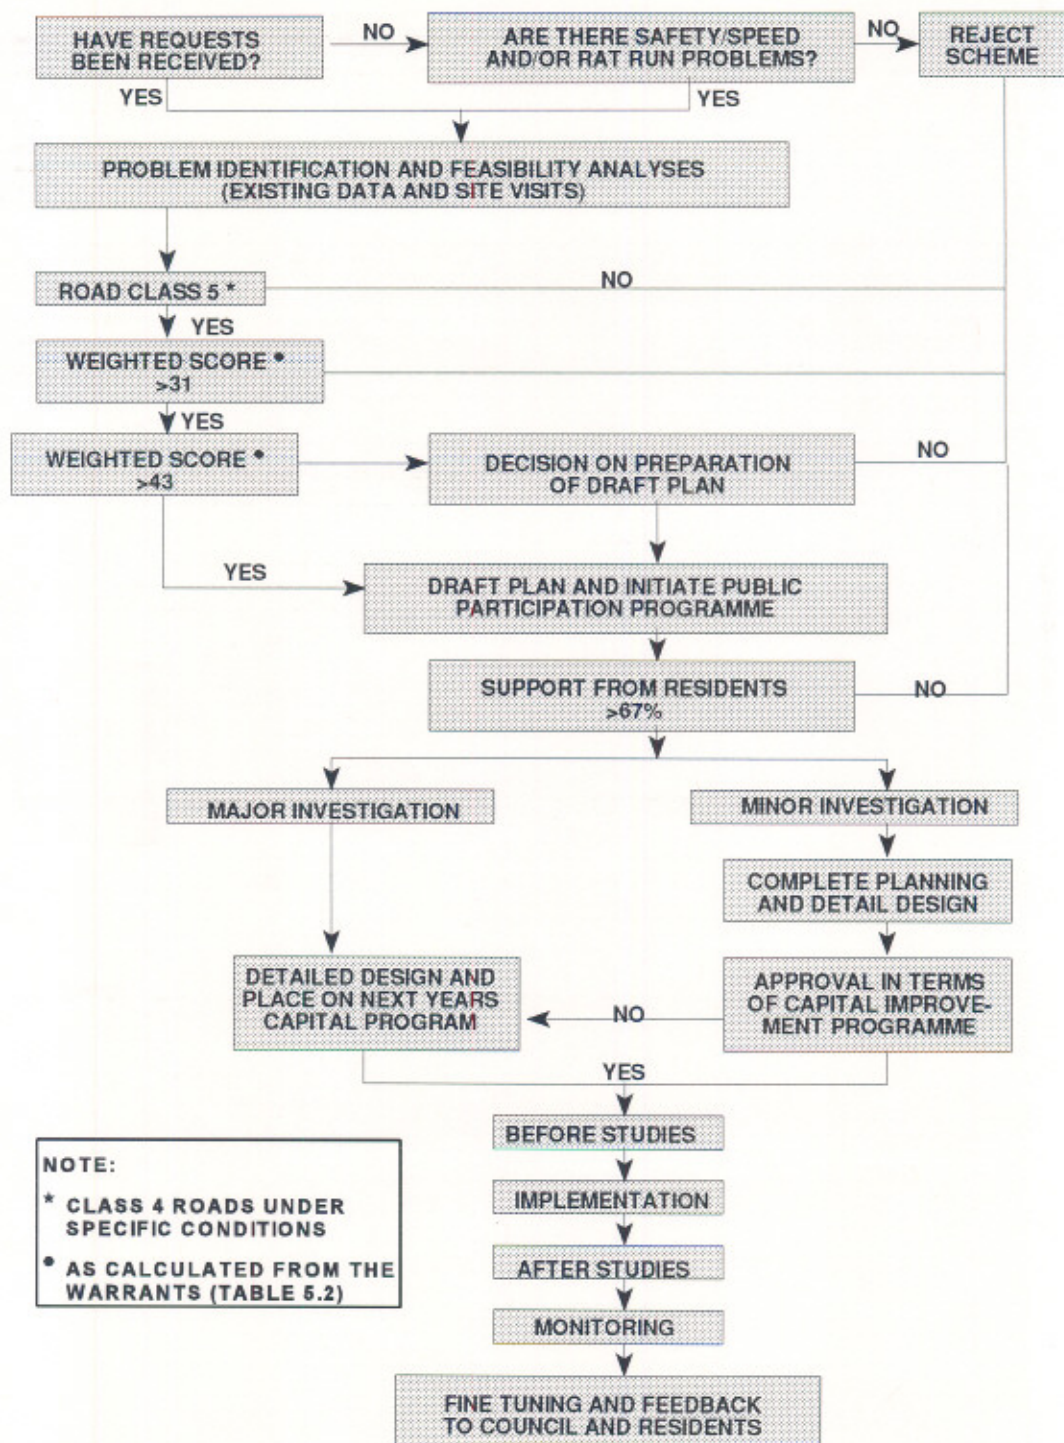 HAVE REQUESTS
BEEN RECEIVED?
NO
ARE THERE SAFETY/SPEED
AND/OR RAT RUN PROBLEMS?
NO
REJECT
SCHEME
YES
YES
PROBLEM IDENTIFICATION AND FEASIBILITY ANALYSES
(EXISTING DATA AND SITE VISITS)
ROAD CLASS 5 *
NO
YES
WEIGHTED SCORE •
>31
YES
WEIGHTED SCORE •
>43
DECISION ON PREPARATION
OF DRAFT PLAN
NO
YES
DRAFT PLAN AND INITIATE PUBLIC
PARTICIPATION PROGRAMME
SUPPORT FROM RESIDENTS
>67%
NO
MAJOR INVESTIGATION
MINOR INVESTIGATION
COMPLETE PLANNING
AND DETAIL DESIGN
DETAILED DESIGN AND
PLACE ON NEXT YEARS
CAPITAL PROGRAM
NO
APPROVAL IN TERMS
OF CAPITAL IMPROVE-
MENT PROGRAMME
YES
BEFORE STUDIES
IMPLEMENTATION
AFTER STUDIES
MONITORING
FINE TUNING AND FEEDBACK
TO COUNCIL AND RESIDENTS
NOTE:
* CLASS 4 ROADS UNDER
SPECIFIC CONDITIONS
• AS CALCULATED FROM THE
WARRANTS (TABLE 5.2)